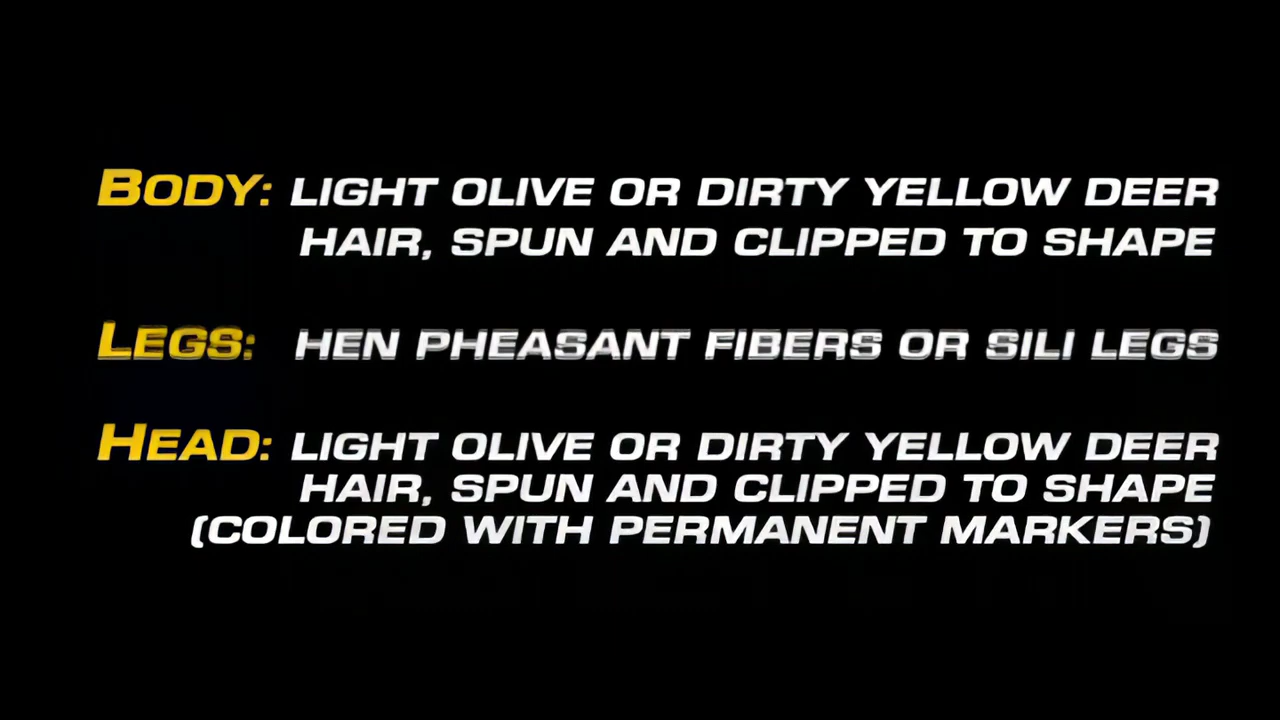 BODY: LIGHT OLIVE OR DIRTY YELLOW DEER
HAIR, SPUN AND CLIPPED TO SHAPE
LEGS: HEN PHEASANT FIBERS OR SILI LEGS
HEAD: LIGHT OLIVE OR DIRTY YELLOW DEER
HAIR, SPUN AND CLIPPED TO SHAPE
(COLORED WITH PERMANENT MARKERS)